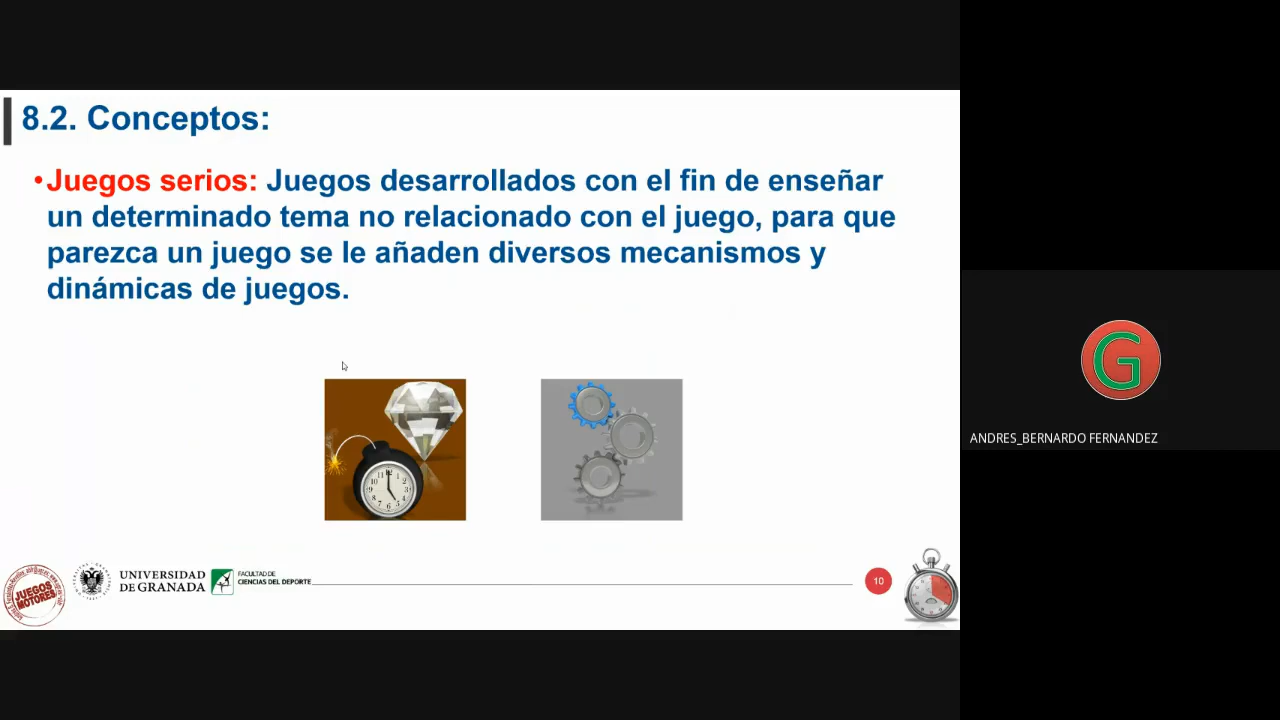 8.2. Conceptos:
•Juegos serios: Juegos desarrollados con el fin de enseñar
un determinado tema no relacionado con el juego, para que
parezca un juego se le añaden diversos mecanismos y
dinámicas de juegos.
G
ANDRES_BERNARDO FERNANDEZ
JUEGOS
MOTORES
UNIVERSIDAD
DE GRANADA
FACULTAD DE
CIENCIAS DEL DEPORTE
10